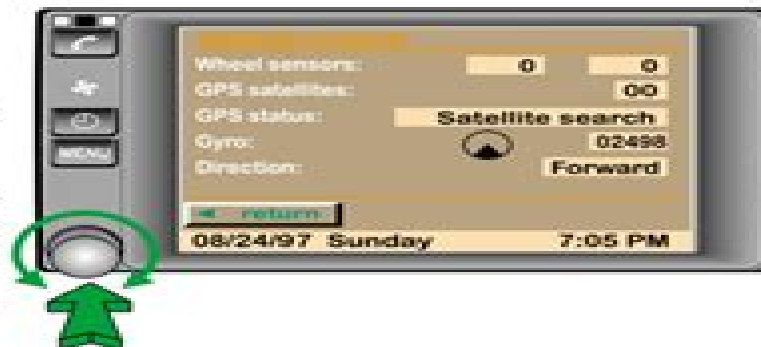 Wheel sensors: 0 0
GPS satellites: 00
GPS status: Satellite search
Gyro: 02498
Direction: Forward
MENU
return
08/24/97 Sunday 7:05 PM